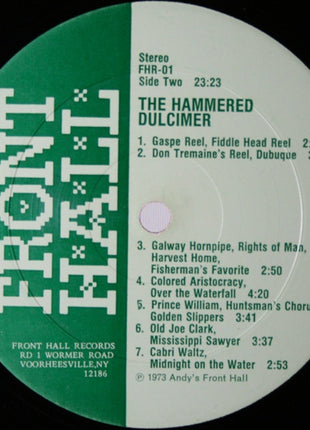 FRONT
HALL
Stereo
FHR-01
Side Two 23:23
THE HAMMERED
DULCIMER
1. Gaspe Reel, Fiddle Head Reel
2. Don Tremaine's Reel, Dubuque
3. Galway Hornpipe, Rights of Man,
Harvest Home,
Fisherman's Favorite 2:50
4. Colored Aristocracy,
Over the Waterfall 4:20
5. Prince William, Huntsman's Choru
Golden Slippers 3:41
6. Old Joe Clark,
Mississippi Sawyer 3:37
7. Cabri Waltz,
Midnight on the Water 2:53
℗ 1973 Andy's Front Hall
FRONT HALL RECORDS
RD 1 WORMER ROAD
VOORHEESVILLE, NY
12186